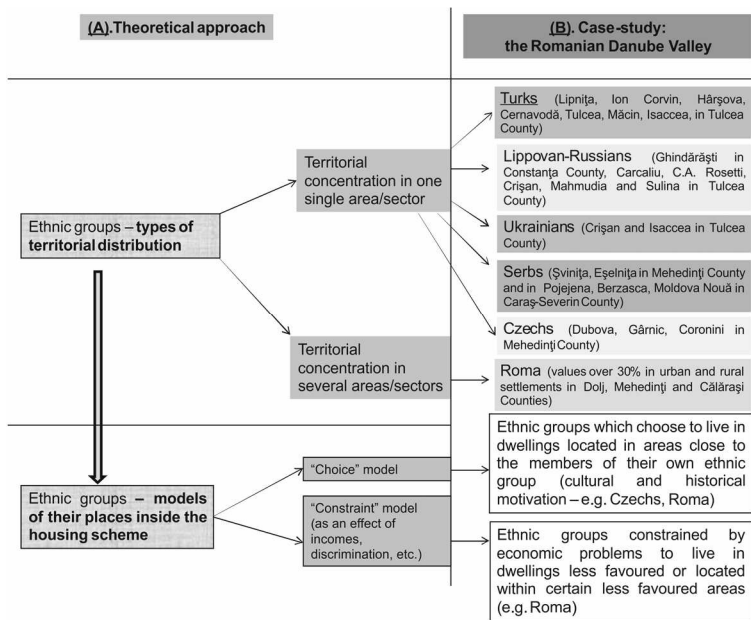 (A).Theoretical approach
(B). Case-study:
the Romanian Danube Valley
Ethnic groups – types of
territorial distribution
Territorial
concentration in one
single area/sector
Territorial
concentration in
several areas/sectors
Turks (Lipniţa, Ion Corvin, Hârşova,
Cernavodă, Tulcea, Măcin, Isaccea, in Tulcea
County)
Lippovan-Russians (Ghindărăşti in
Constanţa County, Carcaliu, C.A. Rosetti,
Crişan, Mahmudia and Sulina in Tulcea
County)
Ukrainians (Crişan and Isaccea in Tulcea
County)
Serbs (Şviniţa, Eşelniţa in Mehedinţi County
and in Pojejena, Berzasca, Moldova Nouă in
Caraş-Severin County)
Czechs (Dubova, Gârnic, Coronini in
Mehedinţi County)
Roma (values over 30% in urban and rural
settlements in Dolj, Mehedinţi and Călăraşi
Counties)
Ethnic groups – models
of their places inside the
housing scheme
“Choice” model
“Constraint” model
(as an effect of
incomes,
discrimination, etc.)
Ethnic groups which choose to live in
dwellings located in areas close to
the members of their own ethnic
group (cultural and historical
motivation – e.g. Czechs, Roma)
Ethnic groups constrained by
economic problems to live in
dwellings less favoured or located
within certain less favoured areas
(e.g. Roma)